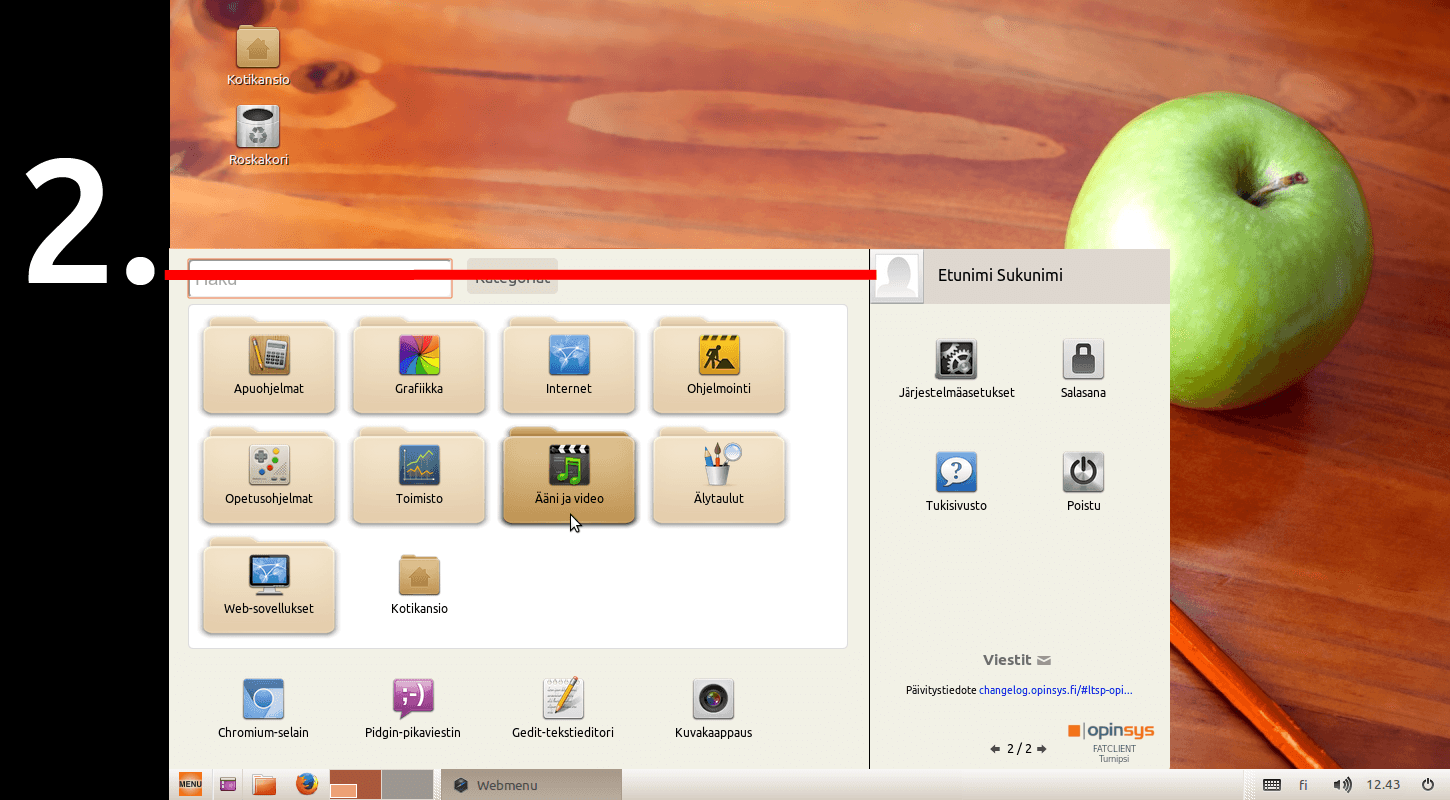 Kotikansio
Roskakori
2.
Haku
Kategoriat
Etunimi Sukunimi
Apuohjelmat
Grafiikka
Internet
Ohjelmointi
Järjestelmäasetukset
Salasana
Opetusohjelmat
Toimisto
Ääni ja video
Älytaulut
Tukisivusto
Poistu
Web-sovellukset
Kotikansio
Viestit
Päivitystiedote changelog.opinsys.fi/#ltsp-opi...
Chromium-selain
Pidgin-pikaviestin
Gedit-tekstieditori
Kuvakaappaus
opinsys
2 / 2
FATCLIENT
Turnipsi
MENU
Webmenu
fi
12.43